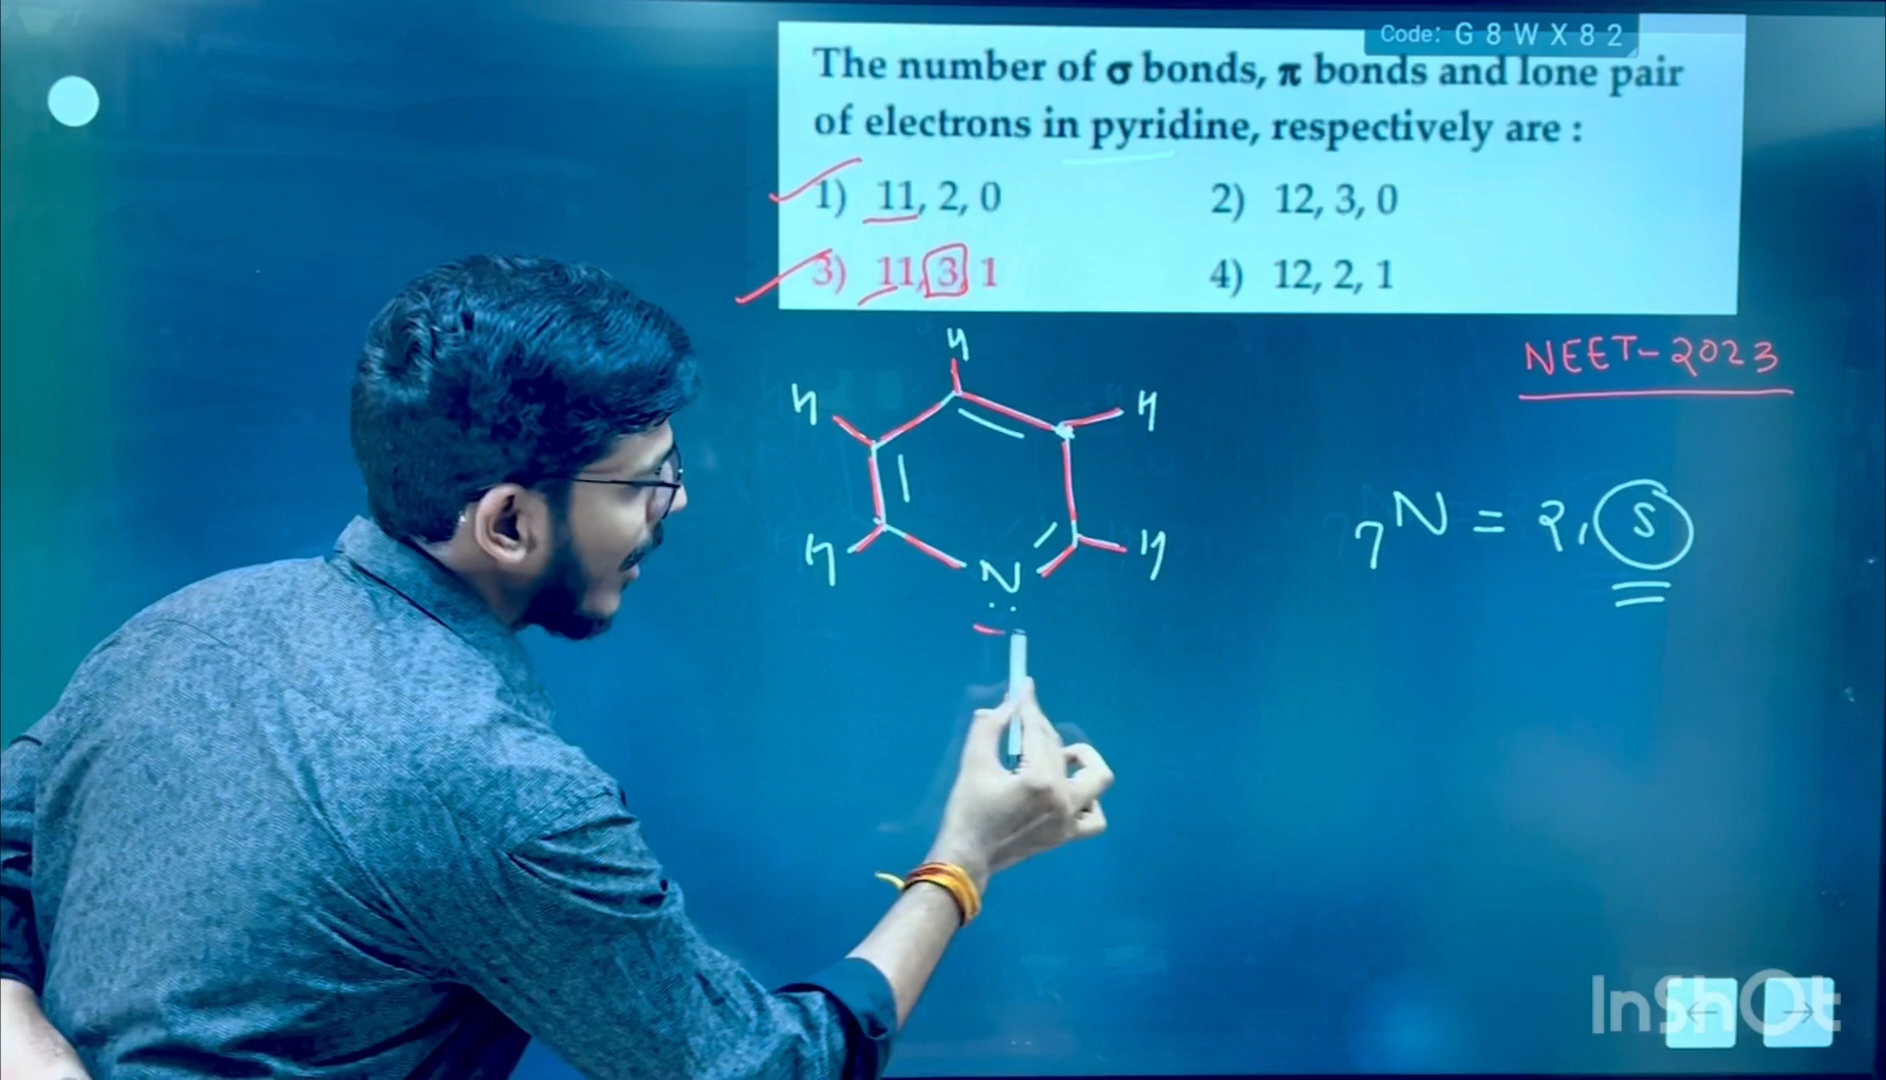 Code: G 8 W X 8 2
The number of σ bonds, π bonds and lone pair
of electrons in pyridine, respectively are :
1) 11, 2, 0
2) 12, 3, 0
3) 11, 3, 1
4) 12, 2, 1
NEET-2023
H
H
H
₇N = 2, 5
H
H
N
InShOt